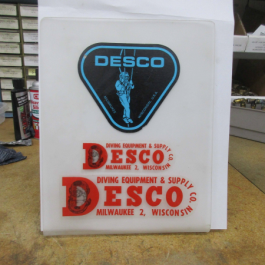 DESCO
DIVING EQUIPMENT & SUPPLY CO.
DESCO
MILWAUKEE 2, WISCONSIN
DIVING EQUIPMENT & SUPPLY CO.
DESCO
MILWAUKEE 2, WISCONSIN